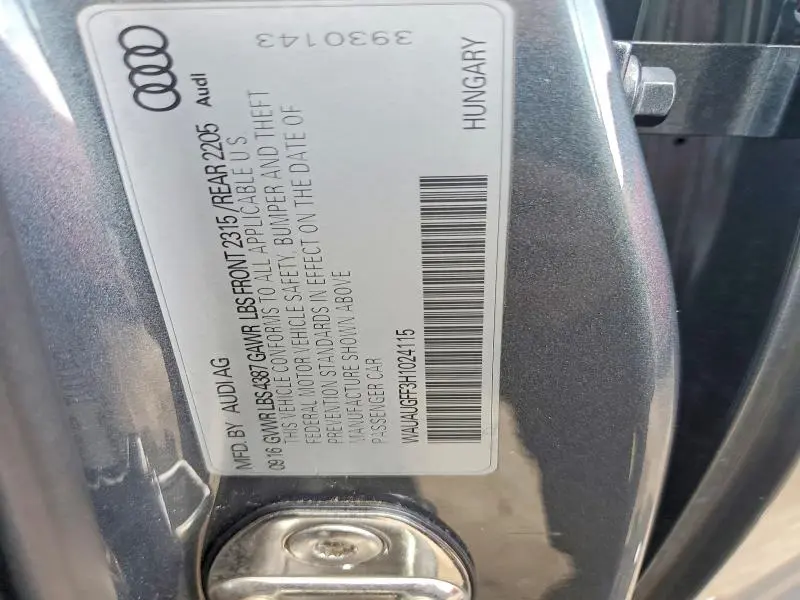 MFD. BY AUDI AG
Audi
09 16 GVWR LBS 4387 GAWR LBS FRONT 2315 / REAR 2205
THIS VEHICLE CONFORMS TO ALL APPLICABLE U S
FEDERAL MOTOR VEHICLE SAFETY, BUMPER AND THEFT
PREVENTION STANDARDS IN EFFECT ON THE DATE OF
MANUFACTURE SHOWN ABOVE
PASSENGER CAR
3930143
WAUAUGFF3H1024115
HUNGARY